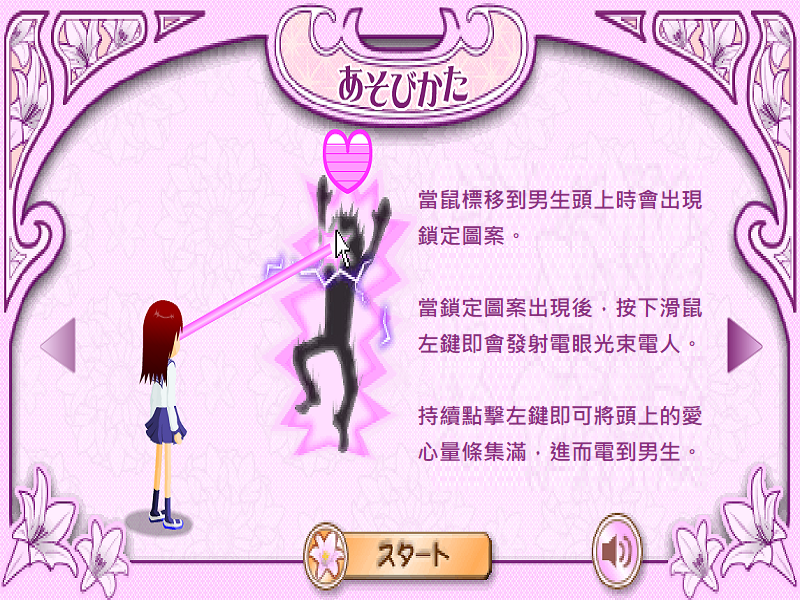 あそびかた
當鼠標移到男生頭上時會出現
鎖定圖案。
當鎖定圖案出現後，按下滑鼠
左鍵即會發射電眼光束電人。
持續點擊左鍵即可將頭上的愛
心量條集滿，進而電到男生。
スタート